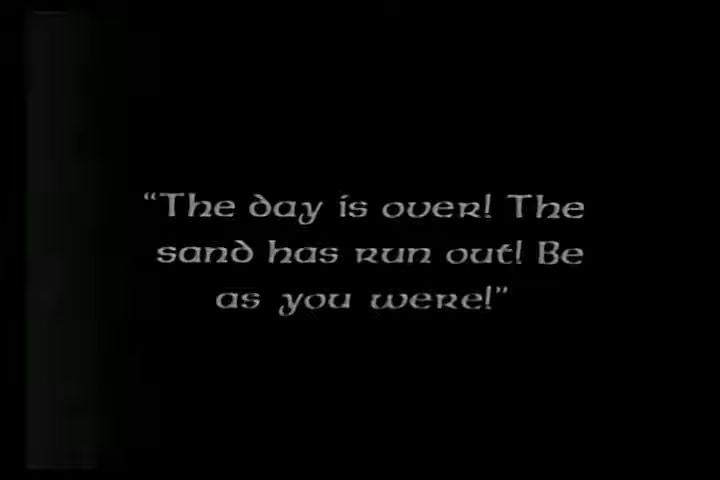 “The day is over! The
sand has run out! Be
as you were!”